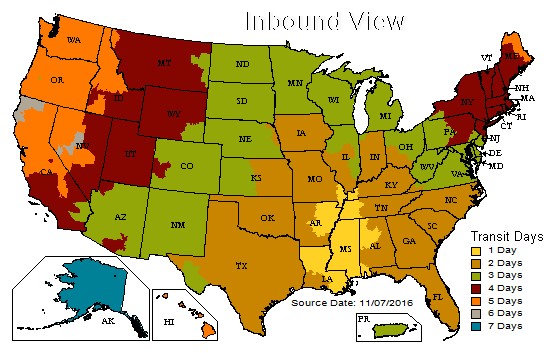 Inbound View
WA
OR
CA
NV
ID
MT
WY
UT
AZ
CO
NM
ND
SD
NE
KS
OK
TX
MN
IA
MO
AR
LA
WI
IL
MI
IN
OH
KY
TN
MS
AL
GA
FL
SC
NC
VA
WV
PA
NY
VT
ME
NH
MA
RI
CT
NJ
DE
MD
AK
HI
PR
Transit Days
1 Day
2 Days
3 Days
4 Days
5 Days
6 Days
7 Days
Source Date: 11/07/2016